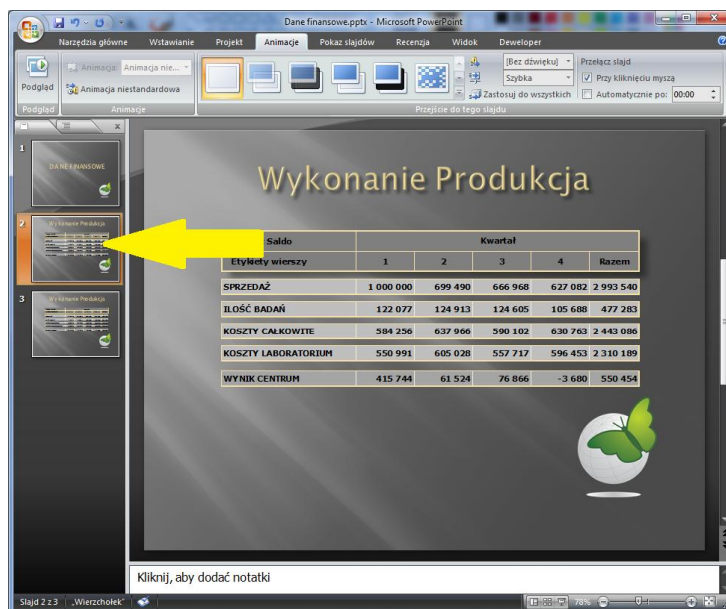 Dane finansowe.pptx - Microsoft PowerPoint
Narzędzia główne Wstawianie Projekt Animacje Pokaz slajdów Recenzja Widok Deweloper
Podgląd
Animacja: Animacja nie...
Animacja niestandardowa
[Bez dźwięku]
Szybka
Zastosuj do wszystkich
Przełącz slajd
Przy kliknięciu myszą
Automatycznie po: 00:00
Podgląd Animacje Przejście do tego slajdu
1
DANE FINANSOWE
2
Wykonanie Produkcja
3
Wykonanie Produkcja
Wykonanie Produkcja
Saldo Kwartał
Etykiety wierszy 1 2 3 4 Razem
SPRZEDAŻ 1 000 000 699 490 666 968 627 082 2 993 540
ILOŚĆ BADAŃ 122 077 124 913 124 605 105 688 477 283
KOSZTY CAŁKOWITE 584 256 637 966 590 102 630 763 2 443 086
KOSZTY LABORATORIUM 550 991 605 028 557 717 596 453 2 310 189
WYNIK CENTRUM 415 744 61 524 76 866 -3 680 550 454
Kliknij, aby dodać notatki
Slajd 2 z 3 „Wierzchołek” 78%